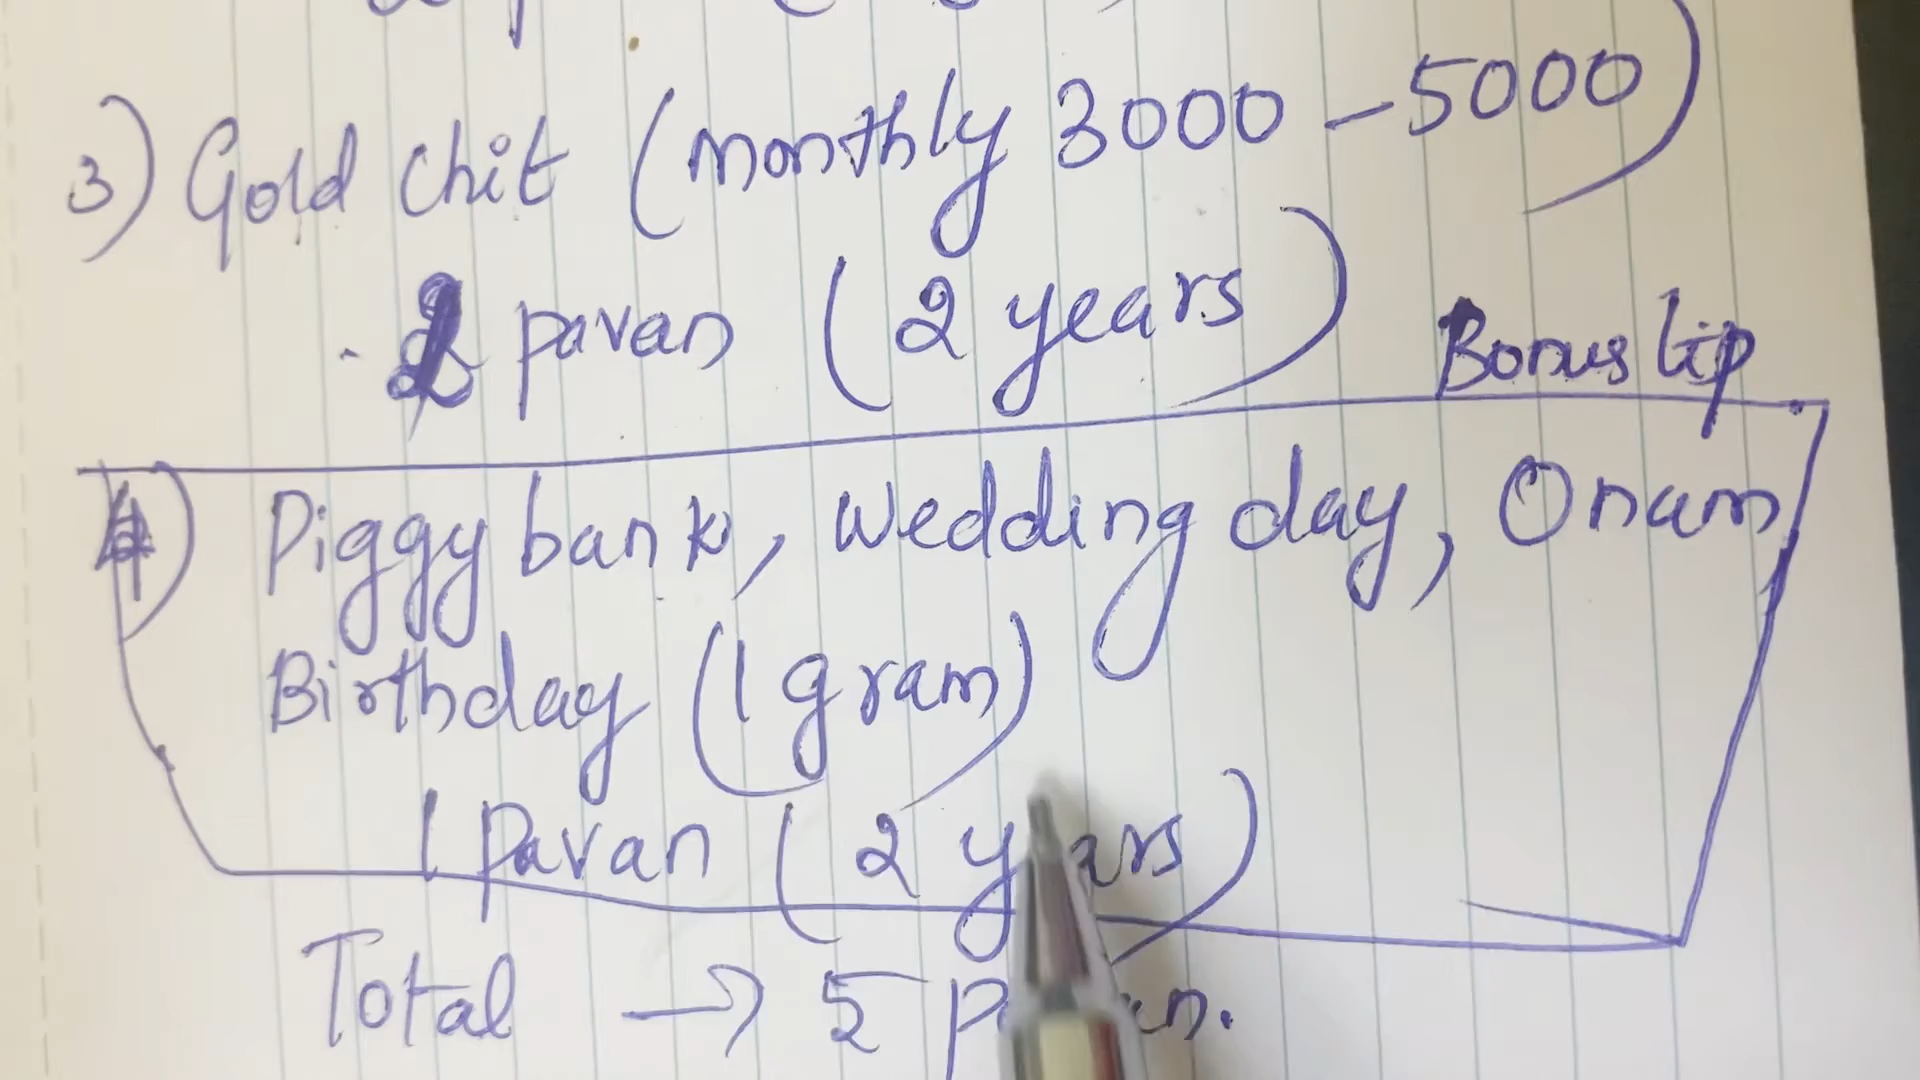 3) Gold chit (monthly 3000 - 5000)
2 pavan (2 years)
Bonus tip
4) Piggy bank, wedding day, Onam
Birthday (1 gram)
1 Pavan (2 years)
Total → 5 pavan.